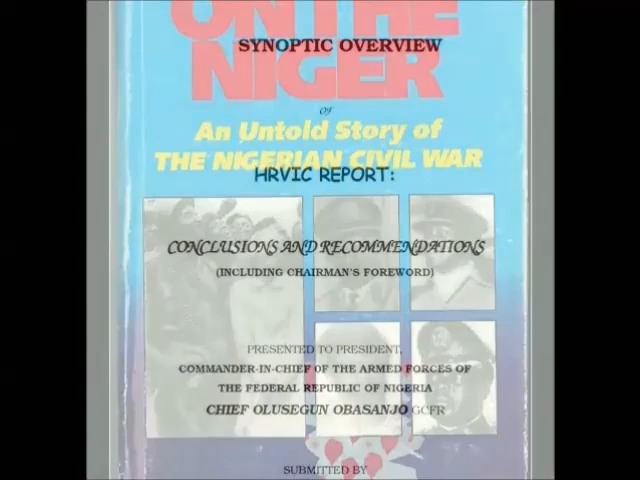 ON THE
SYNOPTIC OVERVIEW
NIGER
OF
An Untold Story of
THE NIGERIAN CIVIL WAR
HRVIC REPORT:
CONCLUSIONS AND RECOMMENDATIONS
(INCLUDING CHAIRMAN'S FOREWORD)
PRESENTED TO PRESIDENT,
COMMANDER-IN-CHIEF OF THE ARMED FORCES OF
THE FEDERAL REPUBLIC OF NIGERIA
CHIEF OLUSEGUN OBASANJO GCFR
SUBMITTED BY